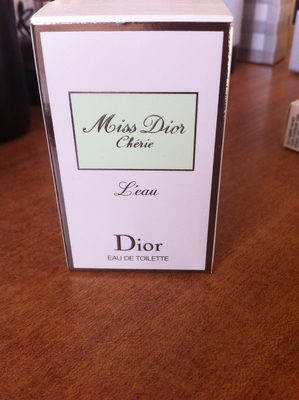 Miss Dior
Chérie
L'eau
Dior
EAU DE TOILETTE